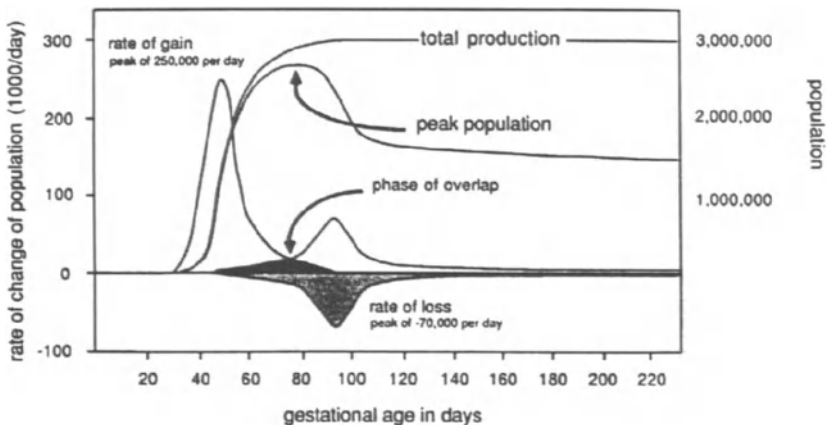 rate of change of population (1000/day)
300
200
100
0
-100
rate of gain
peak of 250,000 per day
total production
peak population
phase of overlap
rate of loss
peak of -70,000 per day
3,000,000
2,000,000
1,000,000
population
20 40 60 80 100 120 140 160 180 200 220
gestational age in days